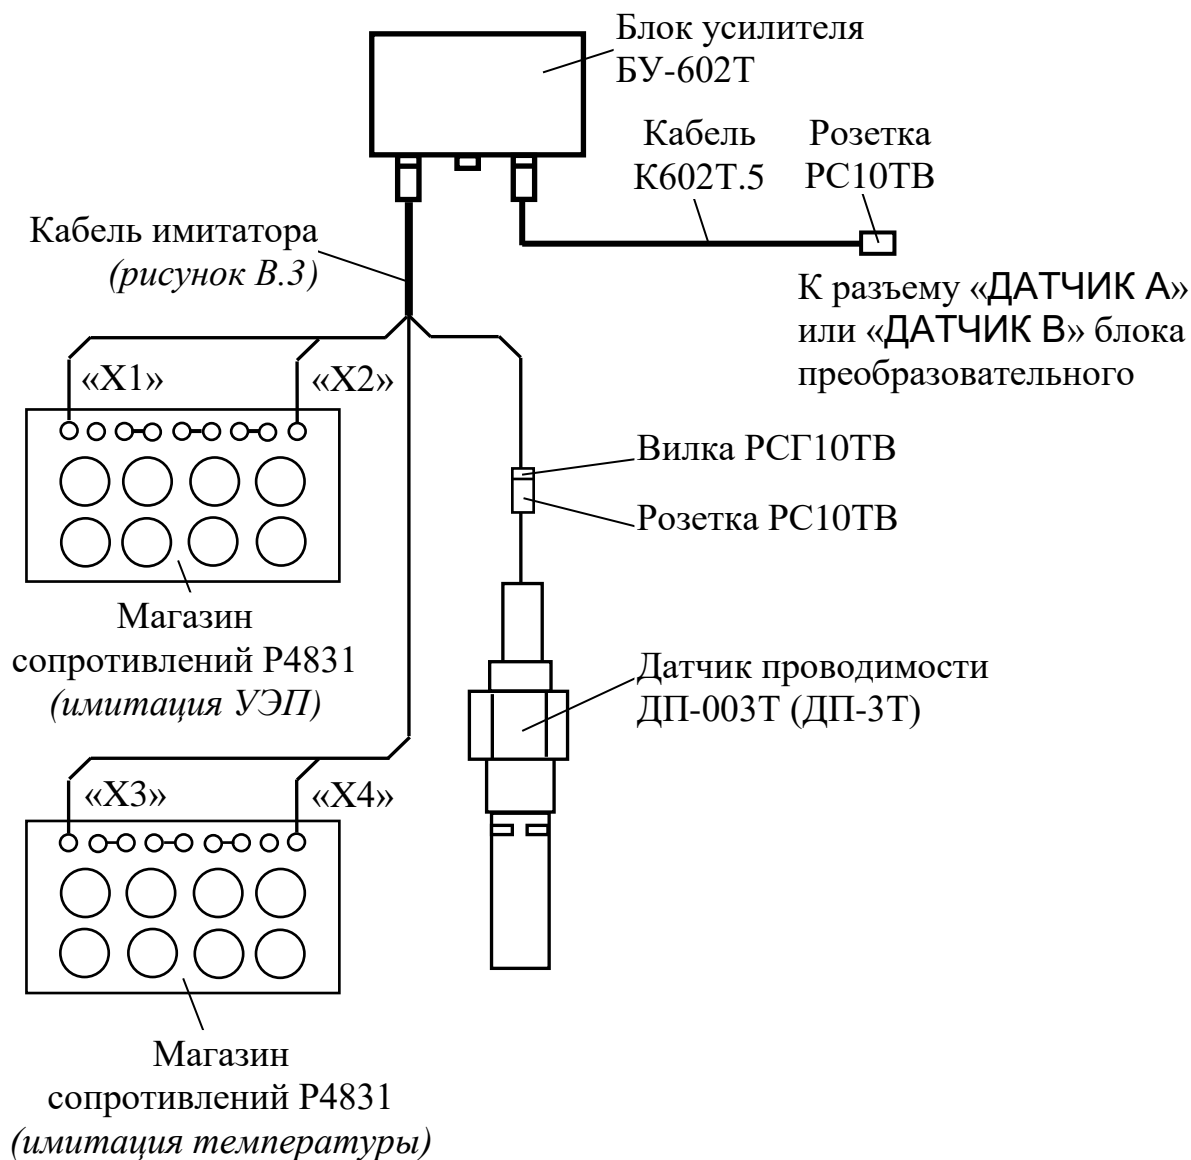 Блок усилителя
БУ-602Т
Кабель
К602Т.5
Розетка
РС10ТВ
Кабель имитатора
(рисунок В.3)
К разъему «ДАТЧИК А»
или «ДАТЧИК В» блока
преобразовательного
«Х1»
«Х2»
Вилка РСГ10ТВ
Розетка РС10ТВ
Магазин
сопротивлений Р4831
(имитация УЭП)
Датчик проводимости
ДП-003Т (ДП-3Т)
«Х3»
«Х4»
Магазин
сопротивлений Р4831
(имитация температуры)